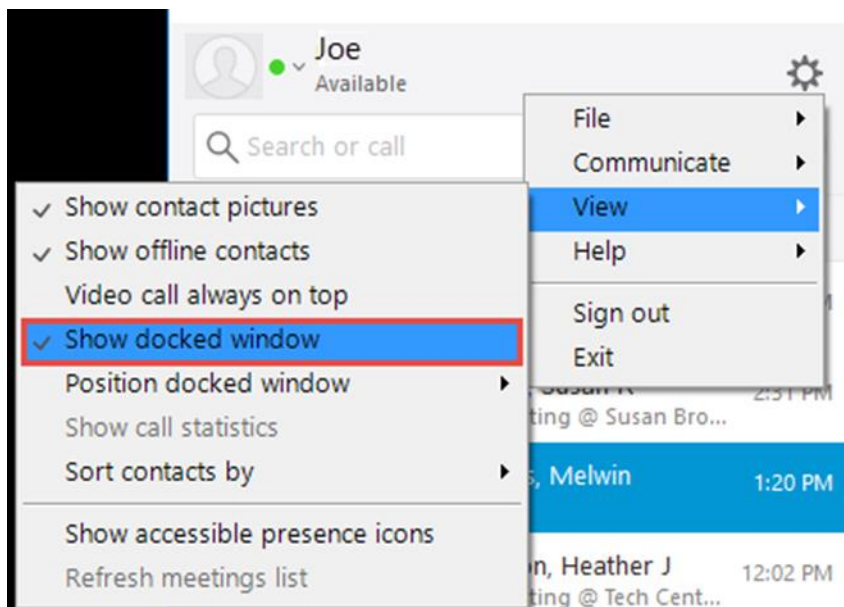 Joe
Available
Search or call
File
Communicate
View
Help
Sign out
Exit
Show contact pictures
Show offline contacts
Video call always on top
Show docked window
Position docked window
Show call statistics
Sort contacts by
Show accessible presence icons
Refresh meetings list
Susan R 2:51 PM
@ Susan Bro...
Melwin 1:20 PM
Heather J 12:02 PM
@ Tech Cent...